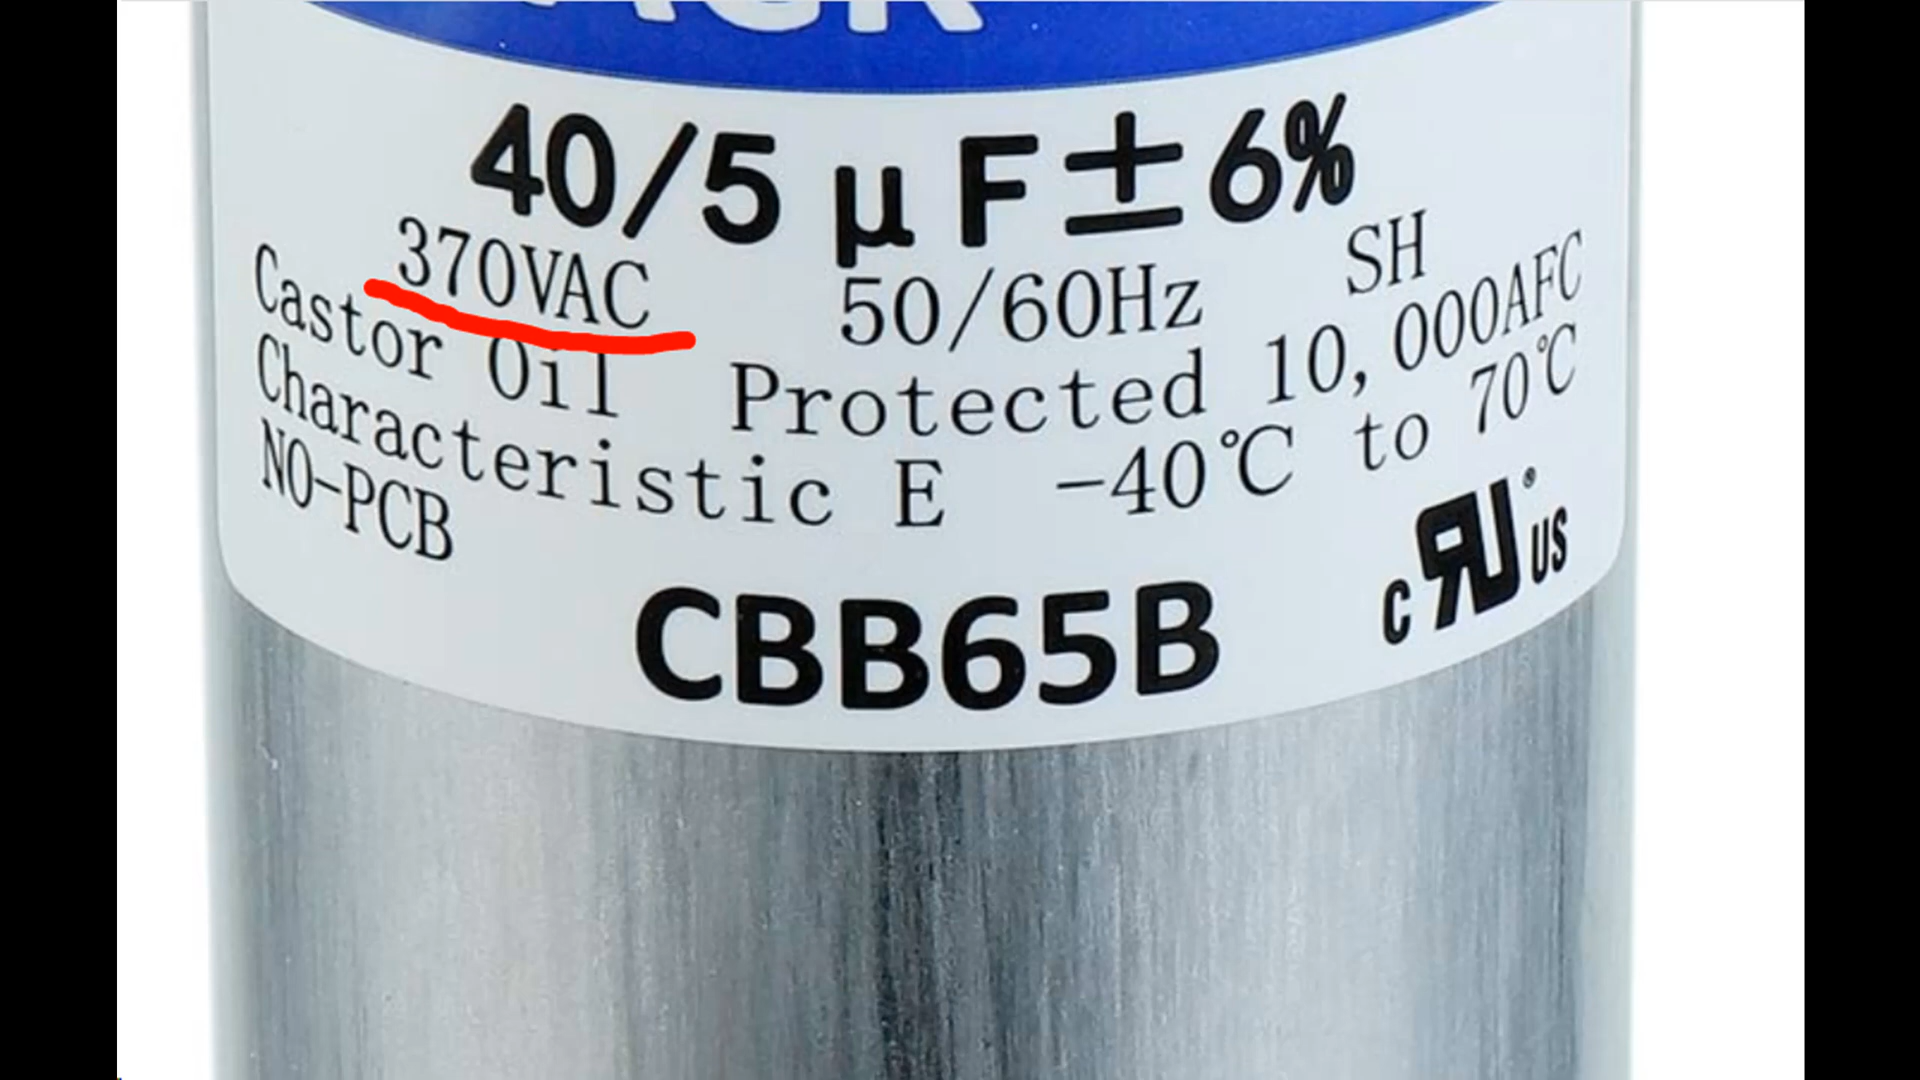 40/5 μF±6%
370VAC 50/60Hz SH
Castor Oil Protected 10,000AFC
Characteristic E -40℃ to 70℃
NO-PCB
c RU ® US
CBB65B